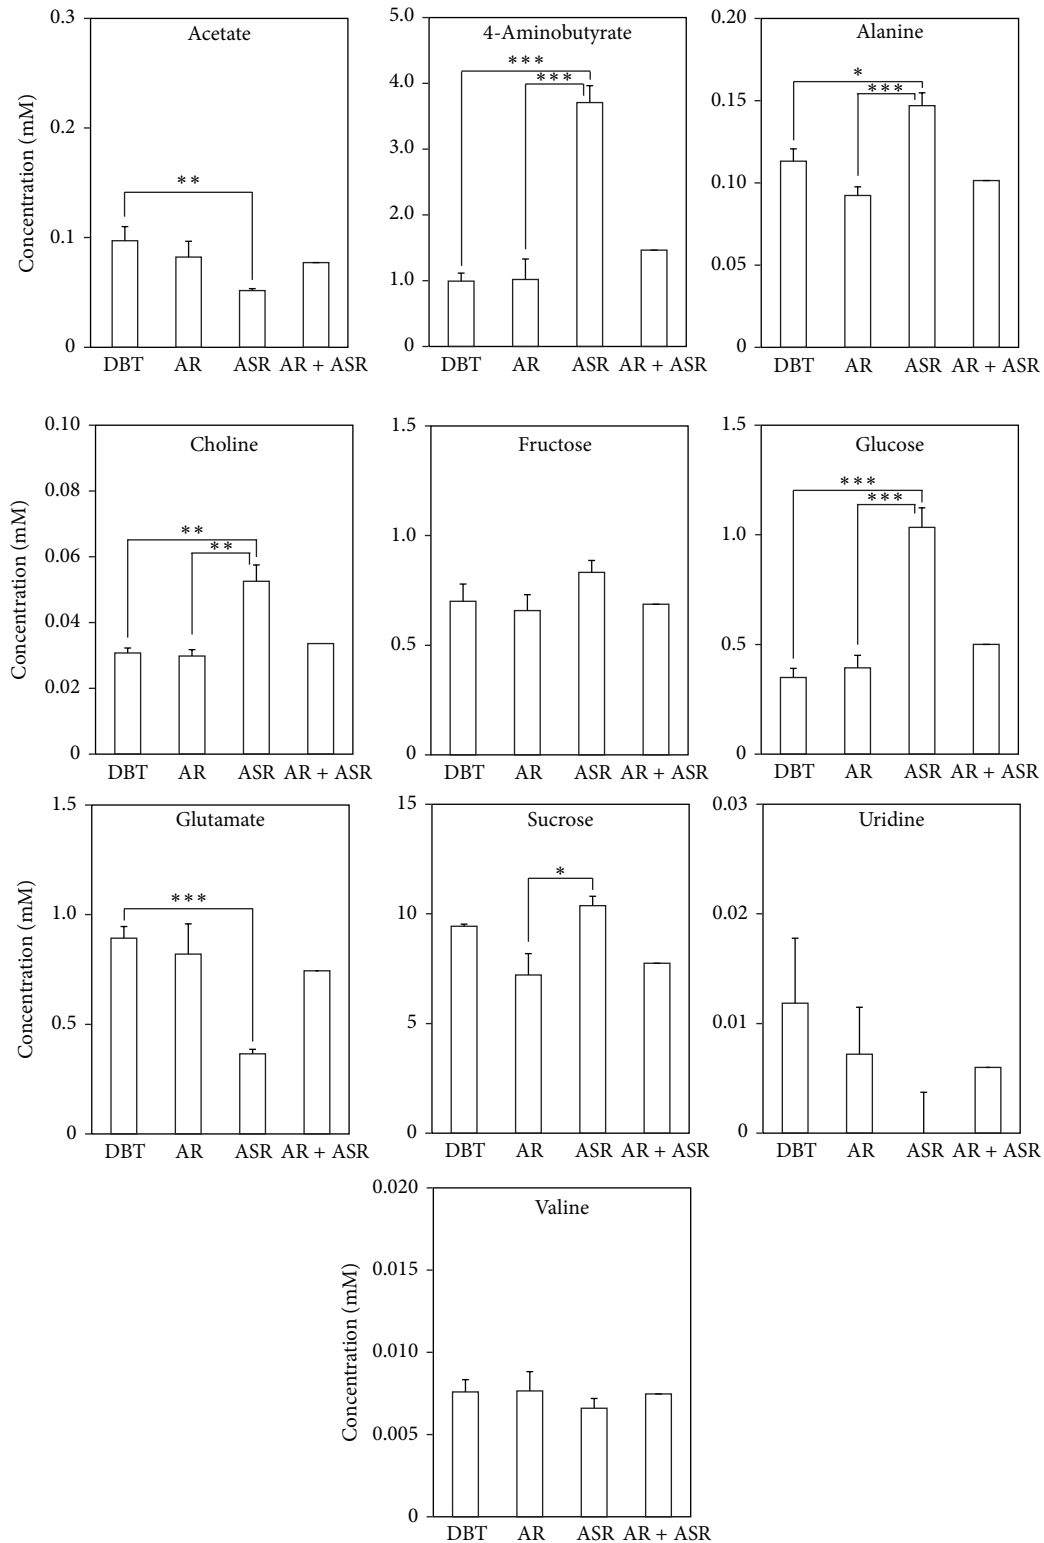 Acetate
0.3
0.2
0.1
0
Concentration (mM)
**
DBT AR ASR AR + ASR
4-Aminobutyrate
5.0
4.0
3.0
2.0
1.0
0.0
***
***
DBT AR ASR AR + ASR
Alanine
0.20
0.15
0.10
0.05
0
*
***
DBT AR ASR AR + ASR
Choline
0.10
0.08
0.06
0.04
0.02
0
Concentration (mM)
**
**
DBT AR ASR AR + ASR
Fructose
1.5
1.0
0.5
0
DBT AR ASR AR + ASR
Glucose
1.5
1.0
0.5
0
***
***
DBT AR ASR AR + ASR
Glutamate
1.5
1.0
0.5
0
Concentration (mM)
***
DBT AR ASR AR + ASR
Sucrose
15
10
5
0
*
DBT AR ASR AR + ASR
Uridine
0.03
0.02
0.01
0
DBT AR ASR AR + ASR
Valine
0.020
0.015
0.010
0.005
0
Concentration (mM)
DBT AR ASR AR + ASR